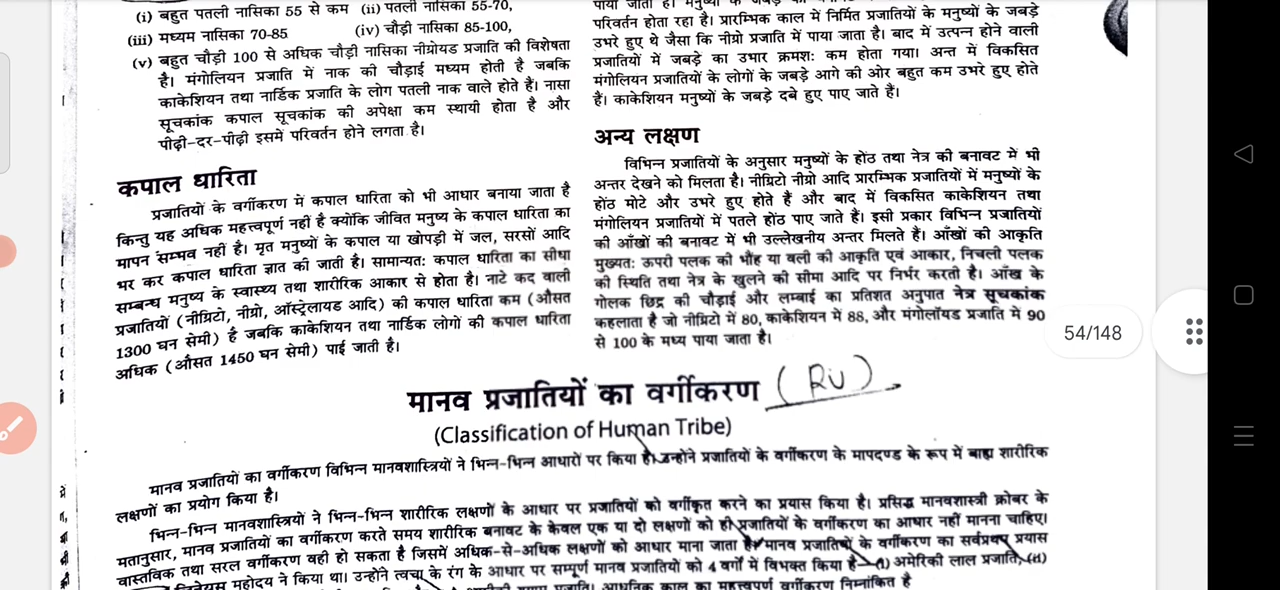 (i) बहुत पतली नासिका 55 से कम (ii) पतली नासिका 55-70,
(iii) मध्यम नासिका 70-85 (iv) चौड़ी नासिका 85-100,
(v) बहुत चौड़ी 100 से अधिक चौड़ी नासिका नीग्रोयड प्रजाति की विशेषता
है। मंगोलियन प्रजाति में नाक की चौड़ाई मध्यम होती है जबकि
काकेशियन तथा नार्डिक प्रजाति के लोग पतली नाक वाले होते हैं। नासा
सूचकांक कपाल सूचकांक की अपेक्षा कम स्थायी होता है और
पीढ़ी-दर-पीढ़ी इसमें परिवर्तन होने लगता है।
कपाल धारिता
प्रजातियों के वर्गीकरण में कपाल धारिता को भी आधार बनाया जाता है
किन्तु यह अधिक महत्त्वपूर्ण नहीं है क्योंकि जीवित मनुष्य के कपाल धारिता का
मापन सम्भव नहीं है। मृत मनुष्यों के कपाल या खोपड़ी में जल, सरसों आदि
भर कर कपाल धारिता ज्ञात की जाती है। सामान्यतः कपाल धारिता का सीधा
सम्बन्ध मनुष्य के स्वास्थ्य तथा शारीरिक आकार से होता है। नाटे कद वाली
प्रजातियों (नीग्रिटो, नीग्रो, ऑस्ट्रेलायड आदि) की कपाल धारिता कम (औसत
1300 घन सेमी) है जबकि काकेशियन तथा नार्डिक लोगों की कपाल धारिता
अधिक (औसत 1450 घन सेमी) पाई जाती है।
परिवर्तन होता रहा है। प्रारम्भिक काल में निर्मित प्रजातियों के मनुष्यों के जबड़े
उभरे हुए थे जैसा कि नीग्रो प्रजाति में पाया जाता है। बाद में उत्पन्न होने वाली
प्रजातियों में जबड़े का उभार क्रमशः कम होता गया। अन्त में विकसित
मंगोलियन प्रजातियों के लोगों के जबड़े आगे की ओर बहुत कम उभरे हुए होते
हैं। काकेशियन मनुष्यों के जबड़े दबे हुए पाए जाते हैं।
अन्य लक्षण
विभिन्न प्रजातियों के अनुसार मनुष्यों के होंठ तथा नेत्र की बनावट में भी
अन्तर देखने को मिलता है। नीग्रिटो नीग्रो आदि प्रारम्भिक प्रजातियों में मनुष्यों के
होंठ मोटे और उभरे हुए होते हैं और बाद में विकसित काकेशियन तथा
मंगोलियन प्रजातियों में पतले होंठ पाए जाते हैं। इसी प्रकार विभिन्न प्रजातियों
की आँखों की बनावट में भी उल्लेखनीय अन्तर मिलते हैं। आँखों की आकृति
मुख्यतः ऊपरी पलक की भौंह या वली की आकृति एवं आकार, निचली पलक
की स्थिति तथा नेत्र के खुलने की सीमा आदि पर निर्भर करती है। आँख के
गोलक छिद्र की चौड़ाई और लम्बाई का प्रतिशत अनुपात नेत्र सूचकांक
कहलाता है जो नीग्रिटो में 80, काकेशियन में 88, और मंगोलॉयड प्रजाति में 90
से 100 के मध्य पाया जाता है।
54/148
मानव प्रजातियों का वर्गीकरण (RU)
(Classification of Human Tribe)
मानव प्रजातियों का वर्गीकरण विभिन्न मानवशास्त्रियों ने भिन्न-भिन्न आधारों पर किया है। उन्होंने प्रजातियों के वर्गीकरण के मापदण्ड के रूप में बाह्य शारीरिक
लक्षणों का प्रयोग किया है।
भिन्न-भिन्न मानवशास्त्रियों ने भिन्न-भिन्न शारीरिक लक्षणों के आधार पर प्रजातियों को वर्गीकृत करने का प्रयास किया है। प्रसिद्ध मानवशास्त्री क्रोबर के
मतानुसार, मानव प्रजातियों का वर्गीकरण करते समय शारीरिक बनावट के केवल एक या दो लक्षणों को ही प्रजातियों के वर्गीकरण का आधार नहीं मानना चाहिए।
वास्तविक तथा सरल वर्गीकरण वही हो सकता है जिसमें अधिक-से-अधिक लक्षणों को आधार माना जाता है। मानव प्रजातियों के वर्गीकरण का सर्वप्रथम प्रयास
महोदय ने किया था। उन्होंने त्वचा के रंग के आधार पर सम्पूर्ण मानव प्रजातियों को 4 वर्गों में विभक्त किया है (i) अमेरिकी लाल प्रजाति, (ii)
आधुनिक काल का महत्त्वपूर्ण वर्गीकरण निम्नांकित है